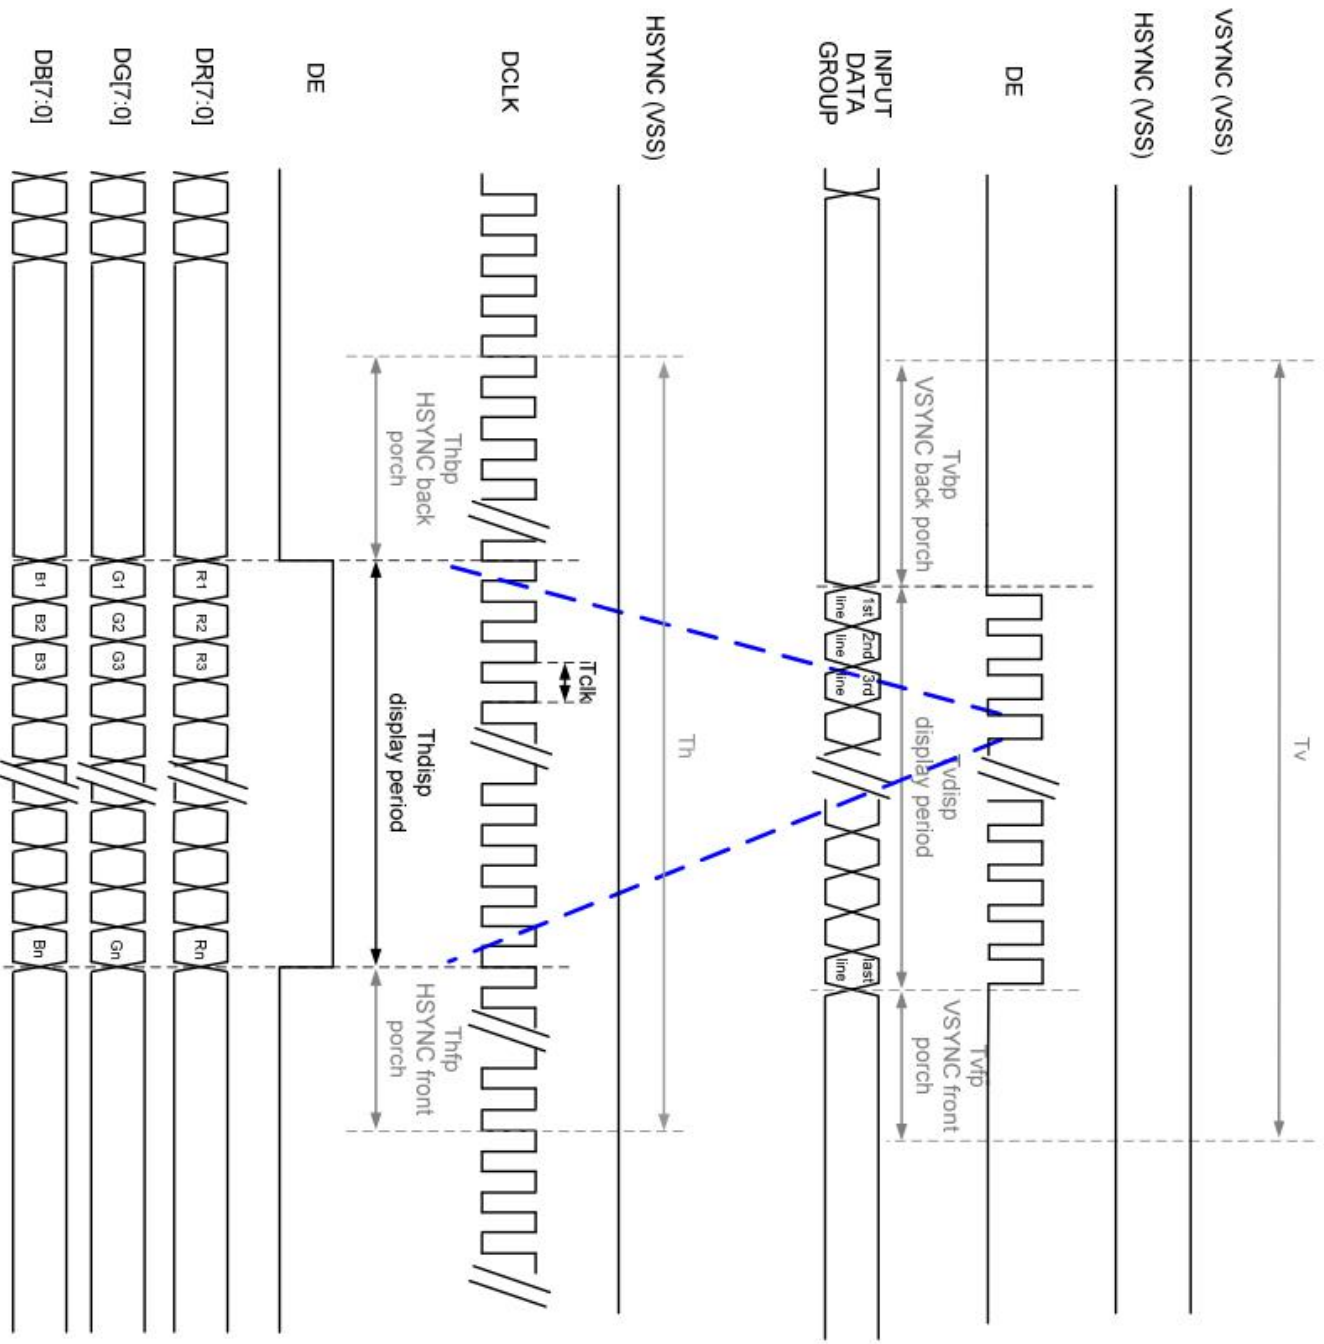 VSYNC (VSS)
HSYNC (VSS)
Tv
DE
Tvbp
VSYNC back porch
Tvdisp
display period
Tvfp
VSYNC front
porch
INPUT
DATA
GROUP
1st
line
2nd
line
3rd
line
last
line
HSYNC (VSS)
Th
DCLK
Tclk
Thbp
HSYNC back
porch
Thdisp
display period
Thfp
HSYNC front
porch
DE
DR[7:0]
R1
R2
R3
Rn
DG[7:0]
G1
G2
G3
Gn
DB[7:0]
B1
B2
B3
Bn